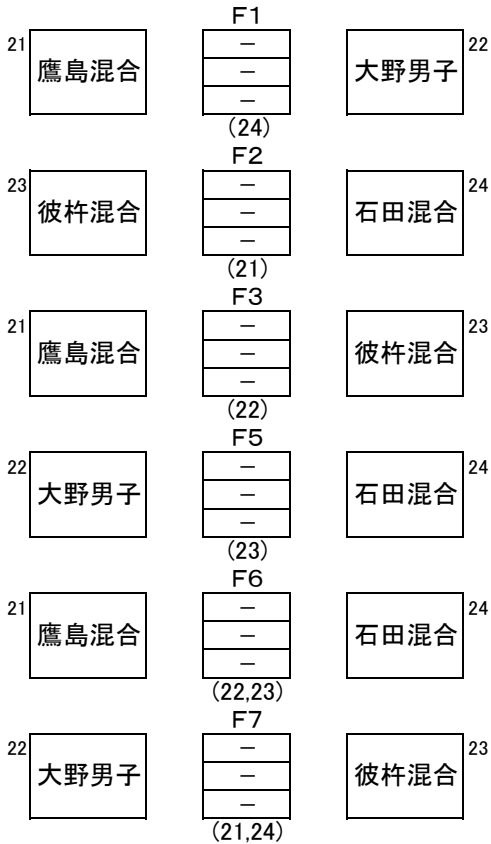 F1
21 鷹島混合 － 大野男子 22
－
－
(24)
F2
23 彼杵混合 － 石田混合 24
－
－
(21)
F3
21 鷹島混合 － 彼杵混合 23
－
－
(22)
F5
22 大野男子 － 石田混合 24
－
－
(23)
F6
21 鷹島混合 － 石田混合 24
－
－
(22,23)
F7
22 大野男子 － 彼杵混合 23
－
－
(21,24)